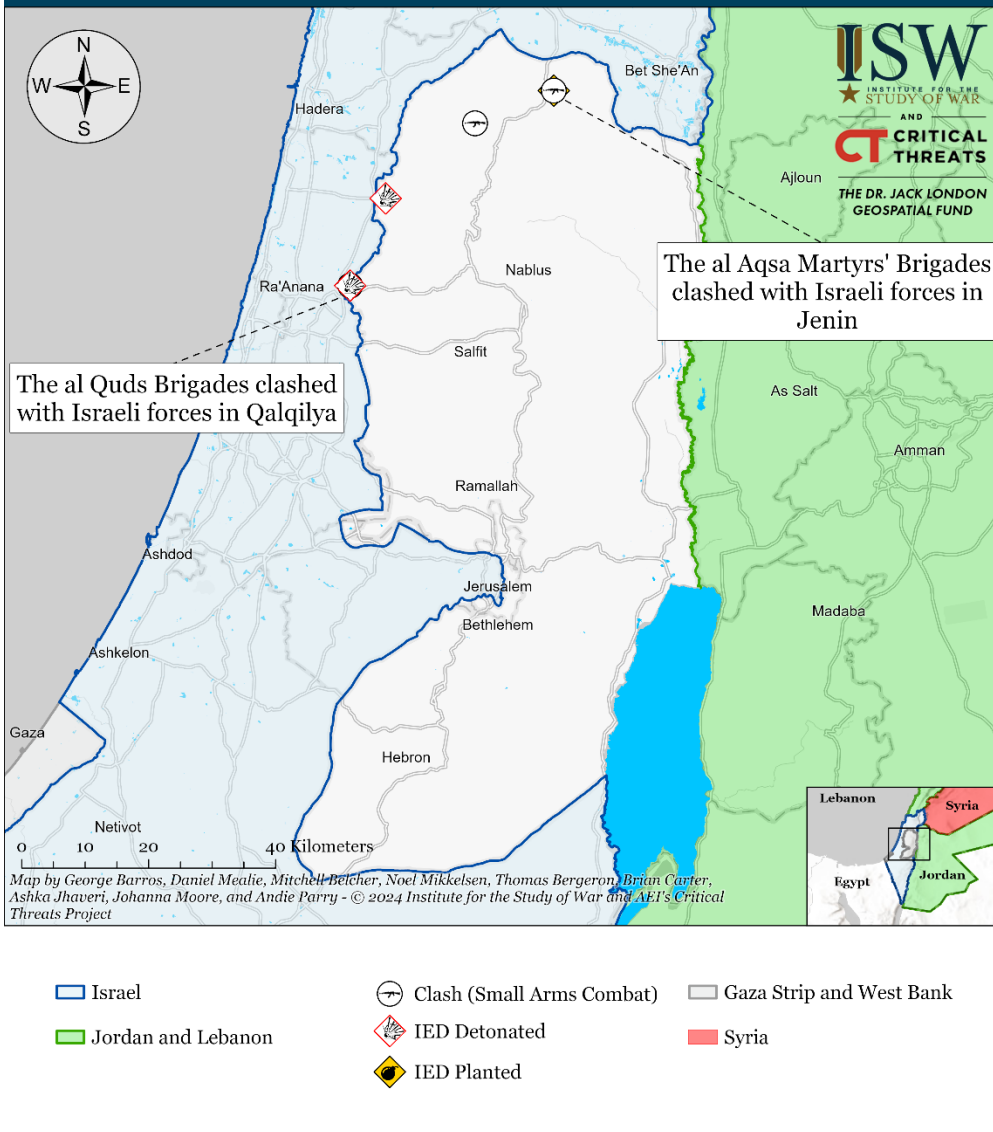 N
W
E
S
ISW
INSTITUTE FOR THE
STUDY OF WAR
AND
CT CRITICAL
THREATS
THE DR. JACK LONDON
GEOSPATIAL FUND
Bet She'An
Hadera
Ajloun
Nablus
The al Aqsa Martyrs' Brigades
clashed with Israeli forces in
Jenin
Ra'Anana
Salfit
The al Quds Brigades clashed
with Israeli forces in Qalqilya
As Salt
Amman
Ramallah
Ashdod
Jerusalem
Bethlehem
Madaba
Ashkelon
Gaza
Hebron
Netivot
0 10 20 40 Kilometers
Lebanon
Syria
Egypt
Jordan
Map by George Barros, Daniel Mealie, Mitchell Belcher, Noel Mikkelsen, Thomas Bergeron, Brian Carter,
Ashka Jhaveri, Johanna Moore, and Andie Parry - © 2024 Institute for the Study of War and AEI's Critical
Threats Project
Israel
Clash (Small Arms Combat)
Gaza Strip and West Bank
Jordan and Lebanon
IED Detonated
Syria
IED Planted